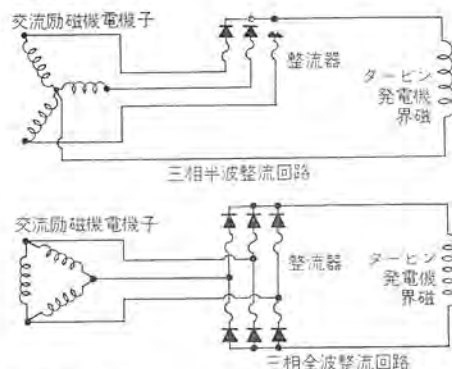 交流励磁機電機子
整流器
タービン
発電機
界磁
三相半波整流回路
交流励磁機電機子
整流器
タービン
発電機
界磁
三相全波整流回路